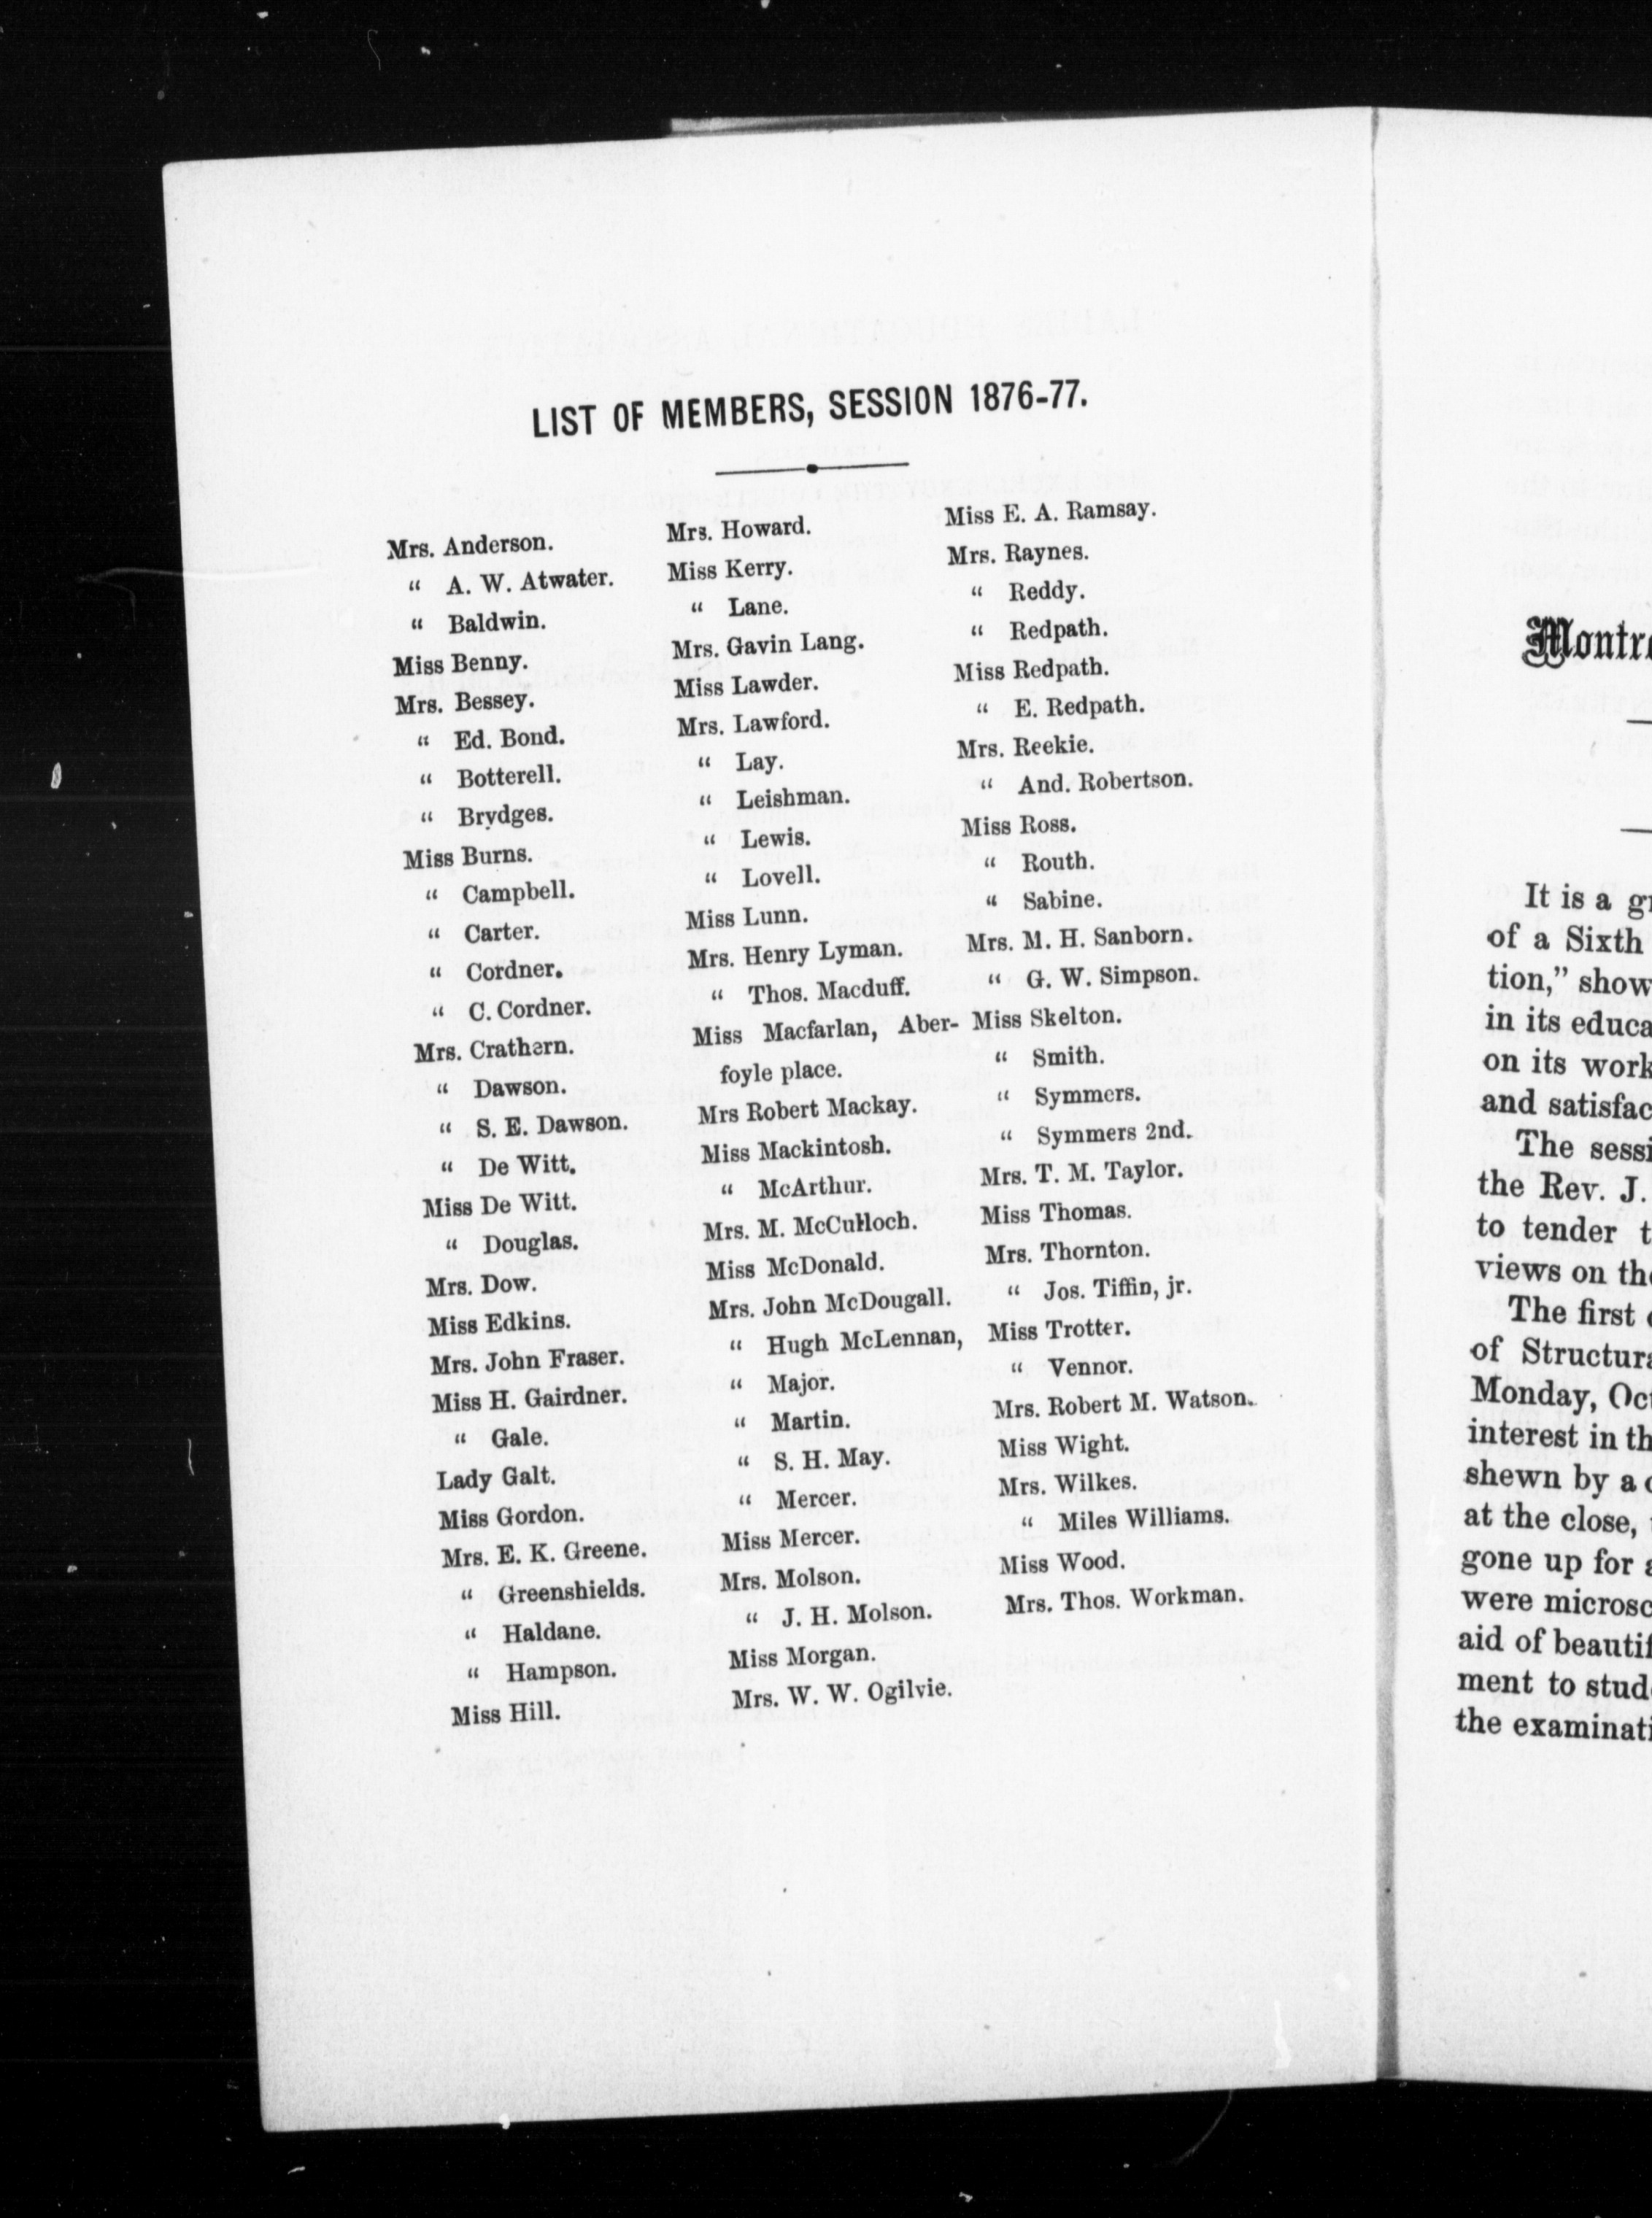 LIST OF MEMBERS, SESSION 1876-77.
Mrs. Anderson.
“ A. W. Atwater.
“ Baldwin.
Miss Benny.
Mrs. Bessey.
“ Ed. Bond.
“ Botterell.
“ Brydges.
Miss Burns.
“ Campbell.
“ Carter.
“ Cordner.
“ C. Cordner.
Mrs. Crathern.
“ Dawson.
“ S. E. Dawson.
“ De Witt.
Miss De Witt.
“ Douglas.
Mrs. Dow.
Miss Edkins.
Mrs. John Fraser.
Miss H. Gairdner.
“ Gale.
Lady Galt.
Miss Gordon.
Mrs. E. K. Greene.
“ Greenshields.
“ Haldane.
“ Hampson.
Miss Hill.
Mrs. Howard.
Miss Kerry.
“ Lane.
Mrs. Gavin Lang.
Miss Lawder.
Mrs. Lawford.
“ Lay.
“ Leishman.
“ Lewis.
“ Lovell.
Miss Lunn.
Mrs. Henry Lyman.
“ Thos. Macduff.
Miss Macfarlan, Aber-
foyle place.
Mrs Robert Mackay.
Miss Mackintosh.
“ McArthur.
Mrs. M. McCulloch.
Miss McDonald.
Mrs. John McDougall.
“ Hugh McLennan,
“ Major.
“ Martin.
“ S. H. May.
“ Mercer.
Miss Mercer.
Mrs. Molson.
“ J. H. Molson.
Miss Morgan.
Mrs. W. W. Ogilvie.
Miss E. A. Ramsay.
Mrs. Raynes.
“ Reddy.
“ Redpath.
Miss Redpath.
“ E. Redpath.
Mrs. Reekie.
“ And. Robertson.
Miss Ross.
“ Routh.
“ Sabine.
Mrs. M. H. Sanborn.
“ G. W. Simpson.
Miss Skelton.
“ Smith.
“ Symmers.
“ Symmers 2nd.
Mrs. T. M. Taylor.
Miss Thomas.
Mrs. Thornton.
“ Jos. Tiffin, jr.
Miss Trotter.
“ Vennor.
Mrs. Robert M. Watson.
Miss Wight.
Mrs. Wilkes.
“ Miles Williams.
Miss Wood.
Mrs. Thos. Workman.
Montre
It is a g
of a Sixth
tion,” show
in its educa
on its work
and satisfac
The sessi
the Rev. J.
to tender t
views on the
The first
of Structura
Monday, Oct
interest in th
shewn by a
at the close,
gone up for
were microsc
aid of beautif
ment to stud
the examinati